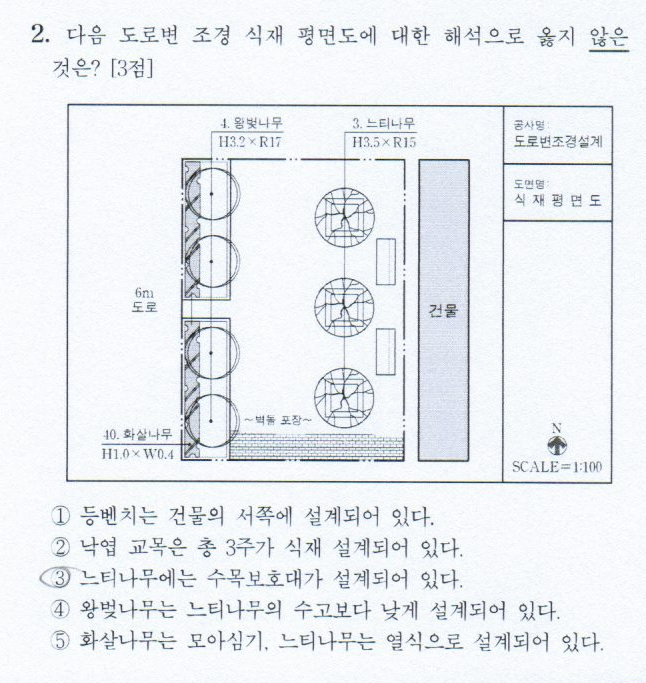 2. 다음 도로변 조경 식재 평면도에 대한 해석으로 옳지 않은
것은? [3점]
4. 왕벚나무
H3.2×R17
3. 느티나무
H3.5×R15
공사명:
도로변조경설계
도면명:
식 재 평 면 도
6m
도로
건물
~벽돌 포장~
40. 화살나무
H1.0×W0.4
N
SCALE=1:100
① 등벤치는 건물의 서쪽에 설계되어 있다.
② 낙엽 교목은 총 3주가 식재 설계되어 있다.
③ 느티나무에는 수목보호대가 설계되어 있다.
④ 왕벚나무는 느티나무의 수고보다 낮게 설계되어 있다.
⑤ 화살나무는 모아심기, 느티나무는 열식으로 설계되어 있다.